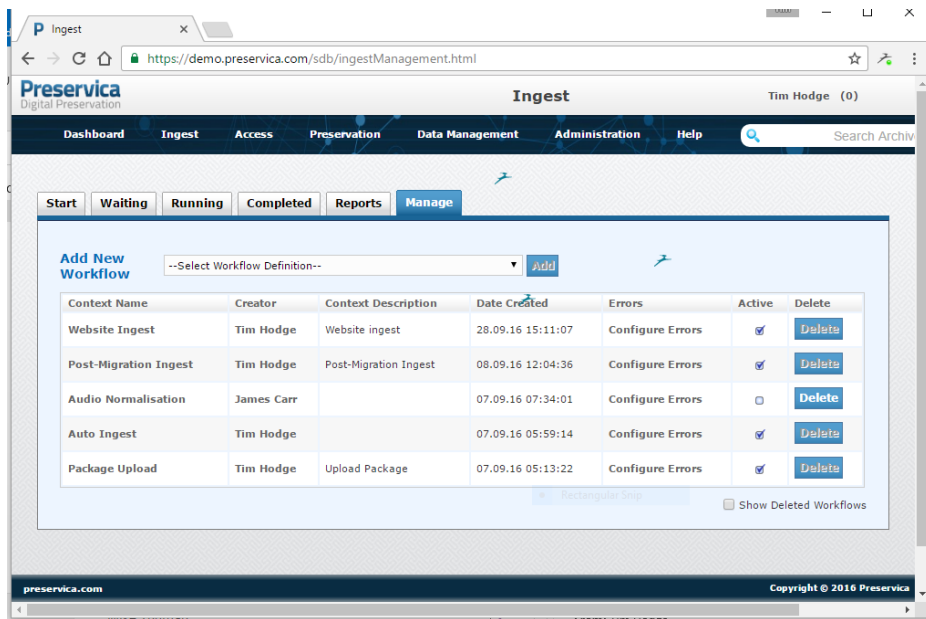 Ingest
https://demo.preservica.com/sdb/ingestManagement.html
Preservica
Digital Preservation
Ingest
Tim Hodge (0)
Dashboard Ingest Access Preservation Data Management Administration Help Search Archiv
Start Waiting Running Completed Reports Manage
Add New
Workflow
--Select Workflow Definition-- Add
Context Name Creator Context Description Date Created Errors Active Delete
Website Ingest Tim Hodge Website ingest 28.09.16 15:11:07 Configure Errors Delete
Post-Migration Ingest Tim Hodge Post-Migration Ingest 08.09.16 12:04:36 Configure Errors Delete
Audio Normalisation James Carr 07.09.16 07:34:01 Configure Errors Delete
Auto Ingest Tim Hodge 07.09.16 05:59:14 Configure Errors Delete
Package Upload Tim Hodge Upload Package 07.09.16 05:13:22 Configure Errors Delete
Rectangular Snip
Show Deleted Workflows
preservica.com Copyright © 2016 Preservica